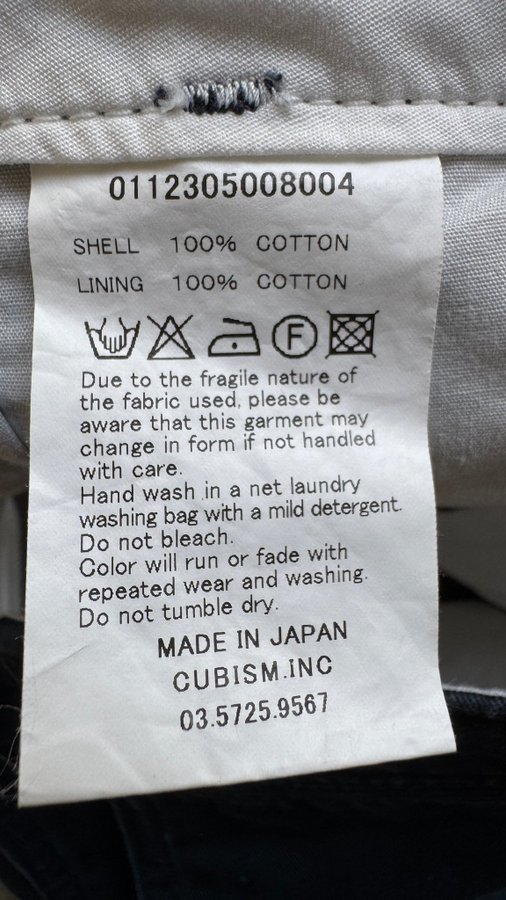 0112305008004
SHELL 100% COTTON
LINING 100% COTTON
F
Due to the fragile nature of
the fabric used, please be
aware that this garment may
change in form if not handled
with care.
Hand wash in a net laundry
washing bag with a mild detergent.
Do not bleach.
Color will run or fade with
repeated wear and washing.
Do not tumble dry.
MADE IN JAPAN
CUBISM.INC
03.5725.9567